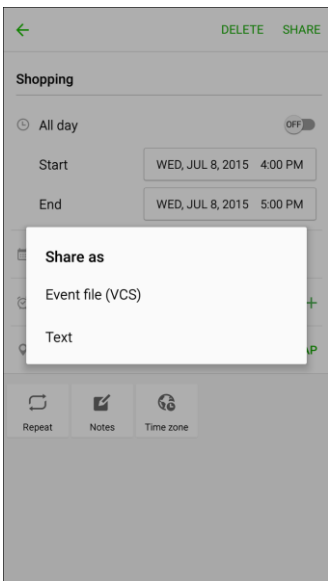 DELETE SHARE
Shopping
All day OFF
Start WED, JUL 8, 2015 4:00 PM
End WED, JUL 8, 2015 5:00 PM
Share as
Event file (VCS)
+
Text
Repeat Notes Time zone